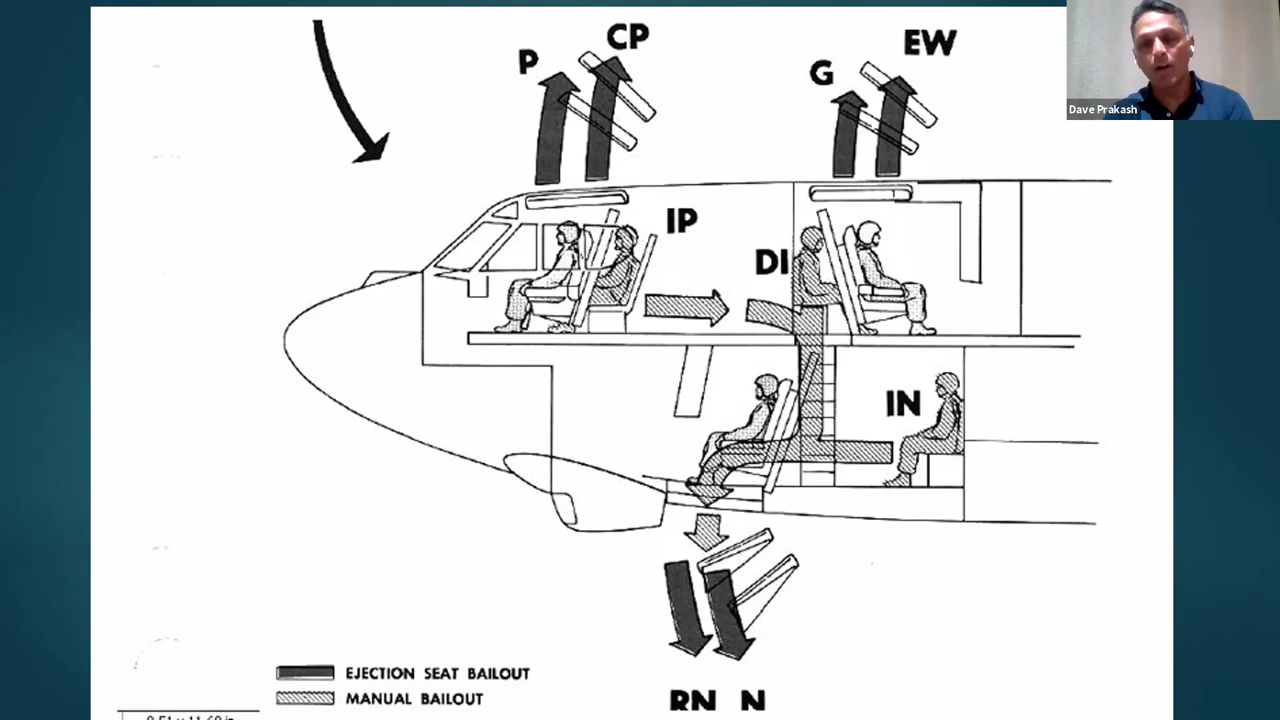 P
CP
G
EW
Dave Prakash
IP
DI
IN
EJECTION SEAT BAILOUT
MANUAL BAILOUT
RN N